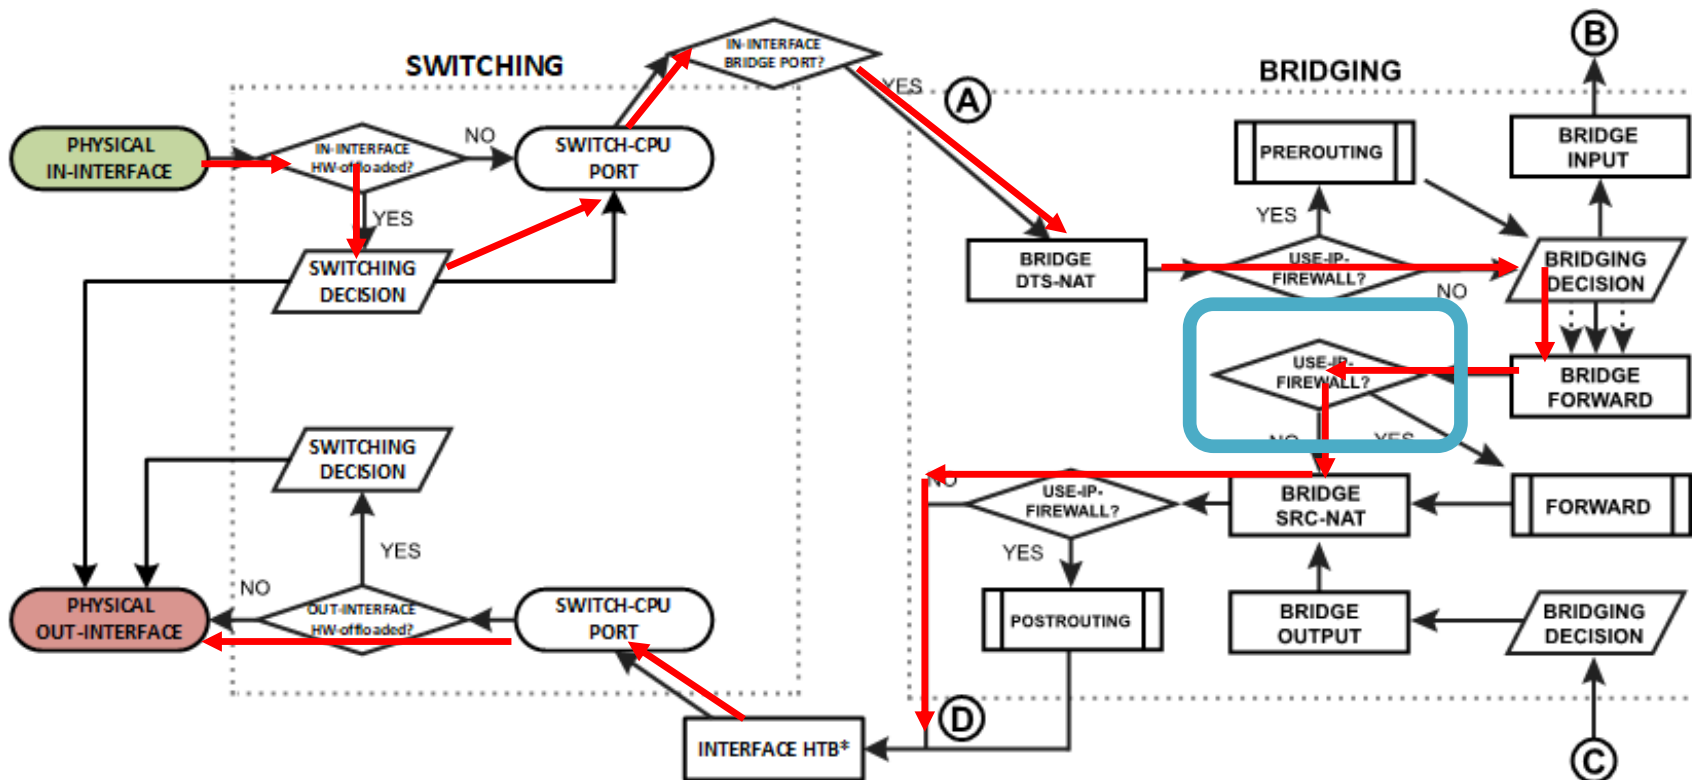 SWITCHING
BRIDGING
IN-INTERFACE
BRIDGE PORT?
YES
A
B
PHYSICAL
IN-INTERFACE
IN-INTERFACE
HW-offloaded?
NO
YES
SWITCH-CPU
PORT
SWITCHING
DECISION
PREROUTING
BRIDGE
INPUT
YES
BRIDGE
DTS-NAT
USE-IP-
FIREWALL?
NO
BRIDGING
DECISION
USE-IP-
FIREWALL?
NO
YES
BRIDGE
FORWARD
SWITCHING
DECISION
YES
NO
USE-IP-
FIREWALL?
YES
BRIDGE
SRC-NAT
FORWARD
NO
PHYSICAL
OUT-INTERFACE
OUT-INTERFACE
HW-offloaded?
SWITCH-CPU
PORT
POSTROUTING
BRIDGE
OUTPUT
BRIDGING
DECISION
INTERFACE HTB*
D
C